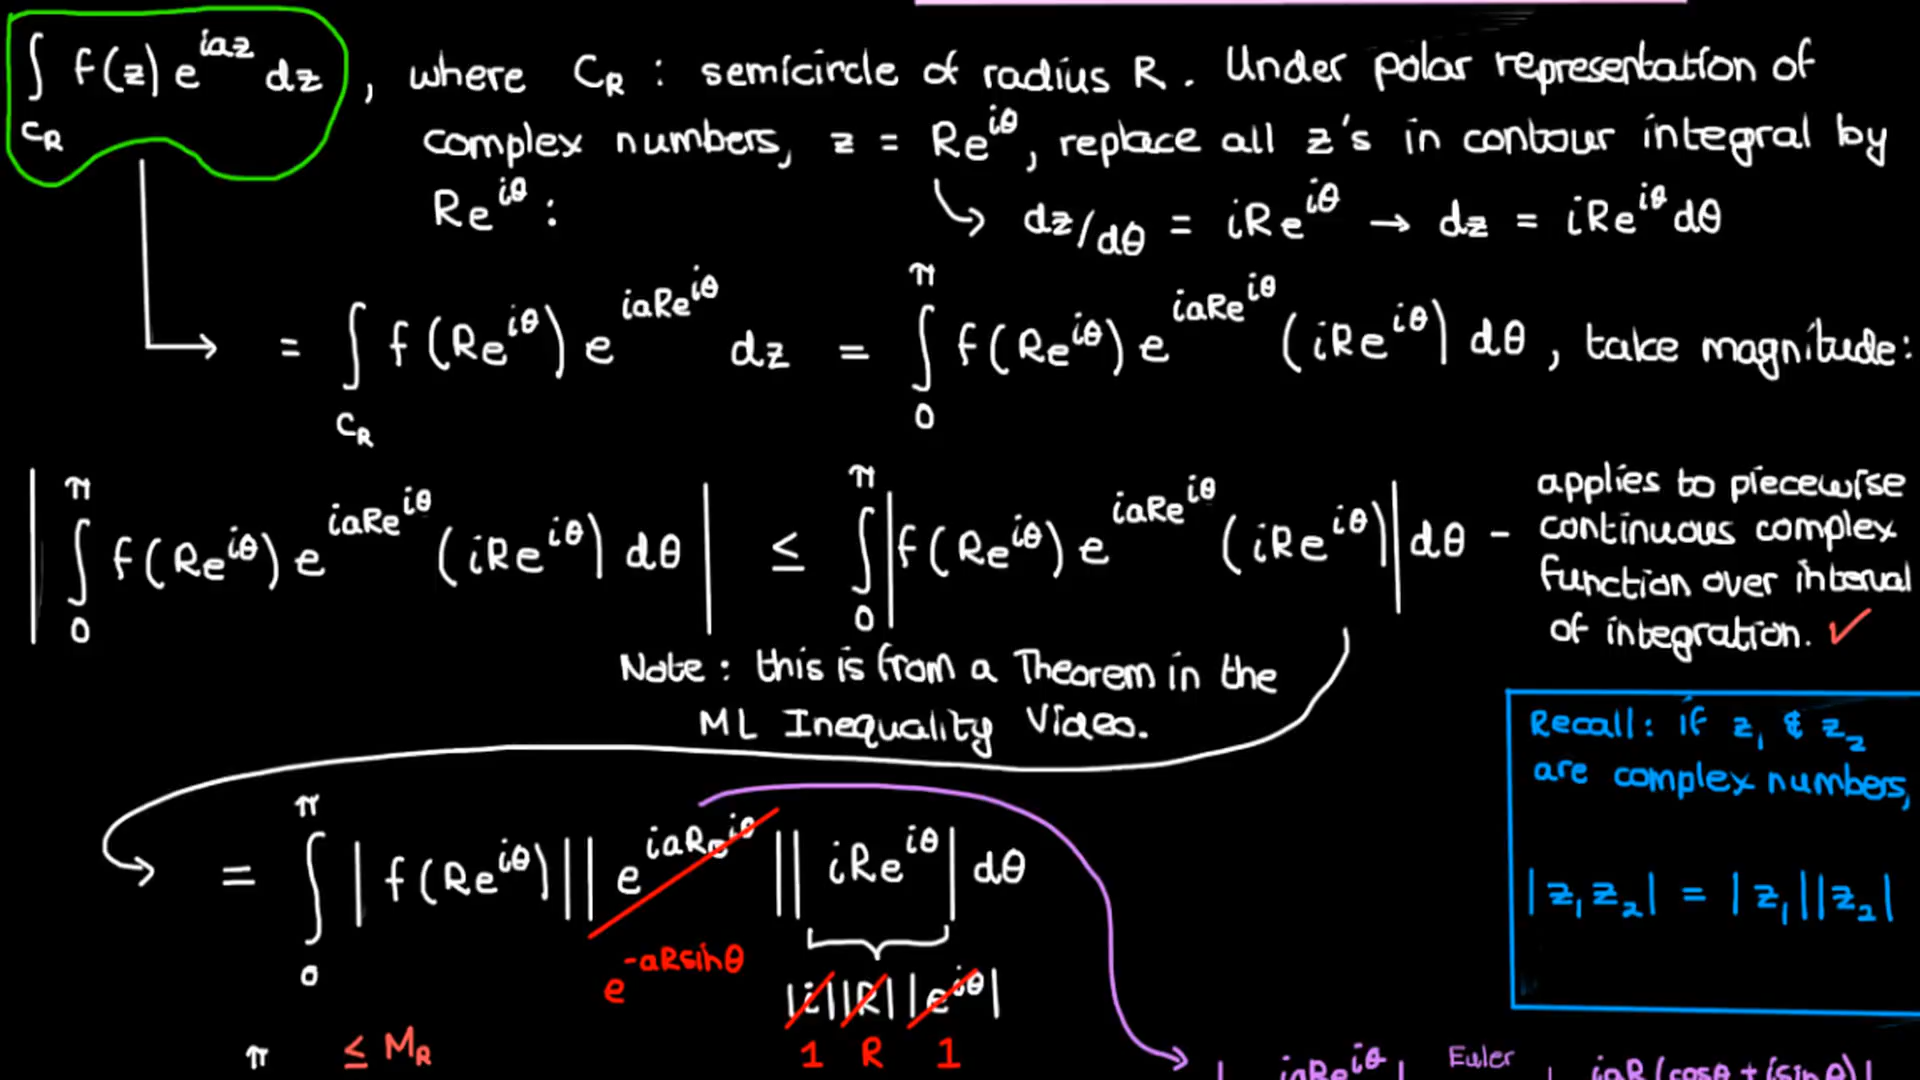 ∫_{C_R} f(z) e^{iaz} dz , where C_R : semicircle of radius R . Under polar representation of
complex numbers, z = Re^{iθ} , replace all z's in contour integral by
Re^{iθ} :
dz/dθ = iRe^{iθ} → dz = iRe^{iθ} dθ
= ∫_{C_R} f(Re^{iθ}) e^{iaRe^{iθ}} dz = ∫_0^π f(Re^{iθ}) e^{iaRe^{iθ}} (iRe^{iθ}) dθ , take magnitude:
|∫_0^π f(Re^{iθ}) e^{iaRe^{iθ}} (iRe^{iθ}) dθ| ≤ ∫_0^π |f(Re^{iθ}) e^{iaRe^{iθ}} (iRe^{iθ})| dθ -
applies to piecewise
continuous complex
function over interval
of integration. ✓
Note : this is from a Theorem in the
ML Inequality Video.
Recall : if z₁ & z₂
are complex numbers,
|z₁z₂| = |z₁||z₂|
= ∫_0^π |f(Re^{iθ})||e^{iaRe^{iθ}}||iRe^{iθ}| dθ
e^{-aRsinθ}
|i||R||e^{iθ}|
1 R 1
π ≤ M_R
|e^{iaRe^{iθ}}| Euler |e^{iaR(cosθ + isinθ)}|